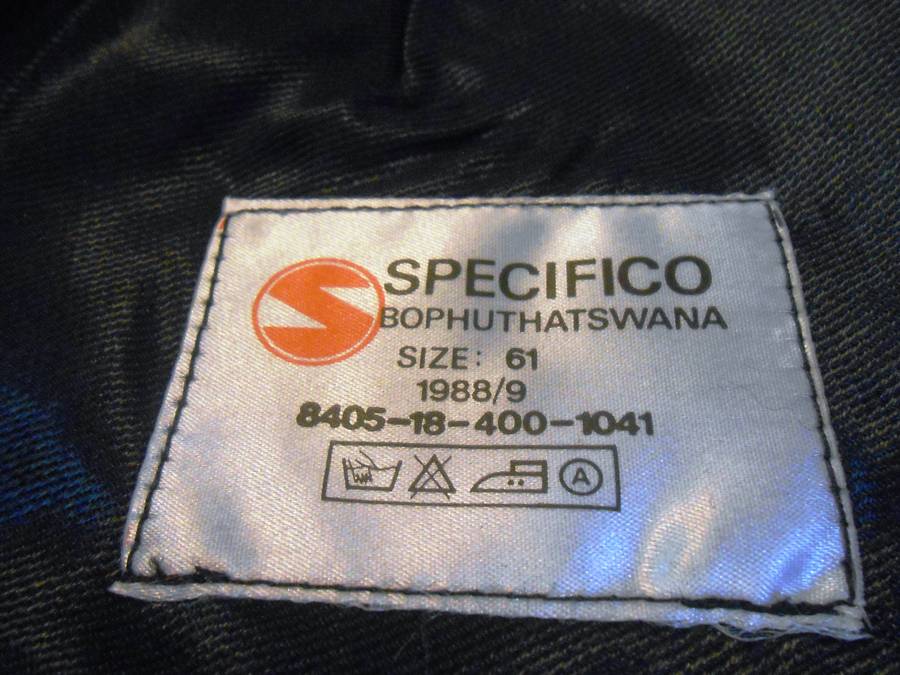 SPECIFICO
BOPHUTHATSWANA
SIZE: 61
1988/9
8405-18-400-1041
A